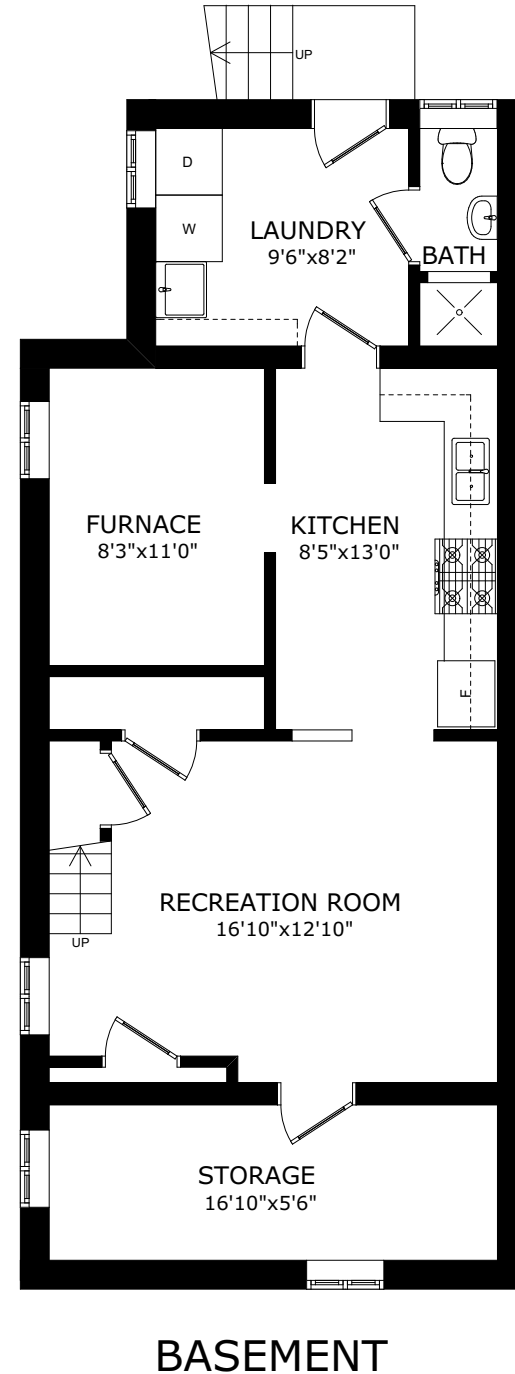 UP
D
W
LAUNDRY
9'6"x8'2"
BATH
FURNACE
8'3"x11'0"
KITCHEN
8'5"x13'0"
F
RECREATION ROOM
16'10"x12'10"
UP
STORAGE
16'10"x5'6"
BASEMENT